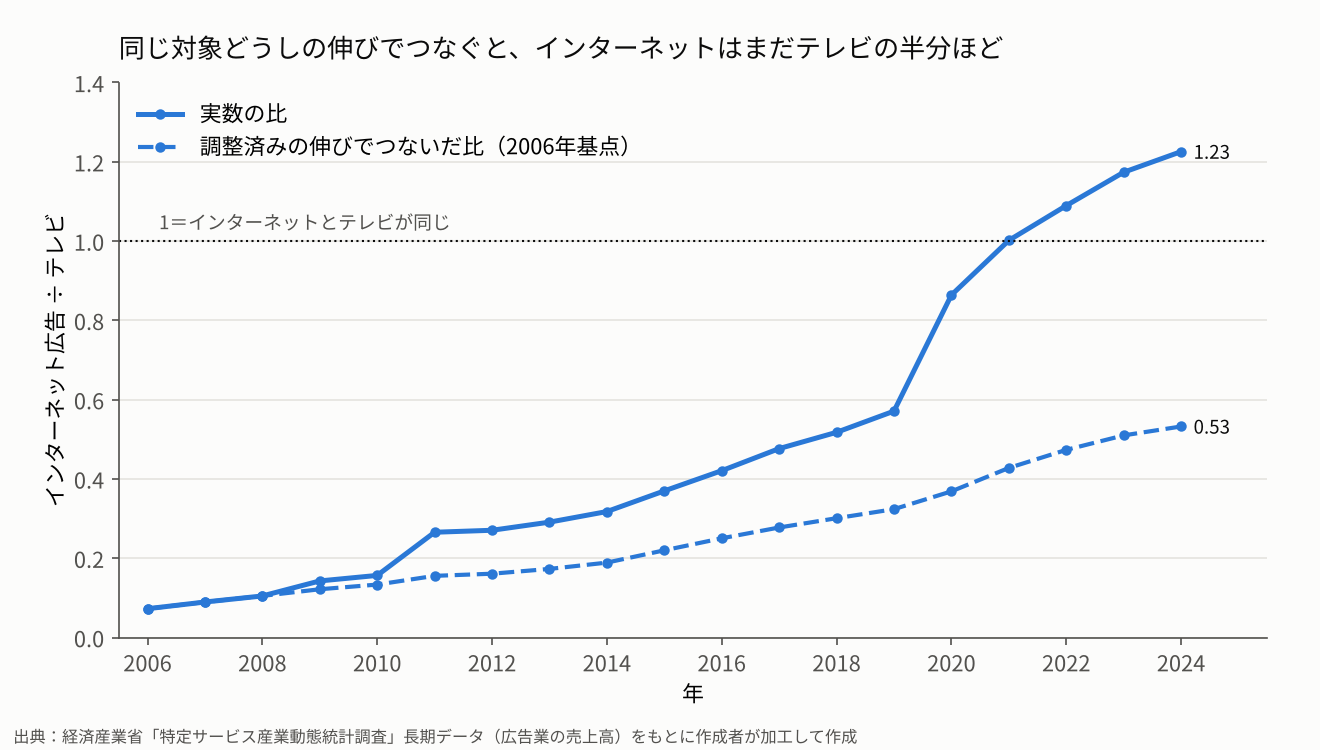 同じ対象どうしの伸びでつなぐと、インターネットはまだテレビの半分ほど
実数の比
調整済みの伸びでつないだ比（2006年基点）
1＝インターネットとテレビが同じ
1.23
0.53
インターネット広告 ÷ テレビ
1.4
1.2
1.0
0.8
0.6
0.4
0.2
0.0
2006 2008 2010 2012 2014 2016 2018 2020 2022 2024
年
出典：経済産業省「特定サービス産業動態統計調査」長期データ（広告業の売上高）をもとに作成者が加工して作成